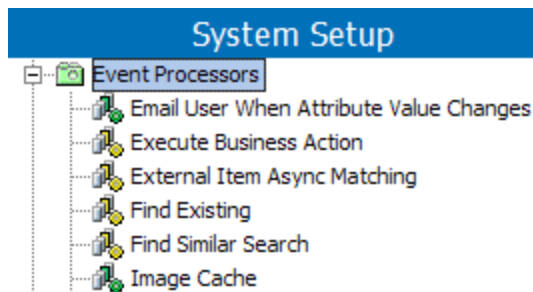 System Setup
Event Processors
Email User When Attribute Value Changes
Execute Business Action
External Item Async Matching
Find Existing
Find Similar Search
Image Cache